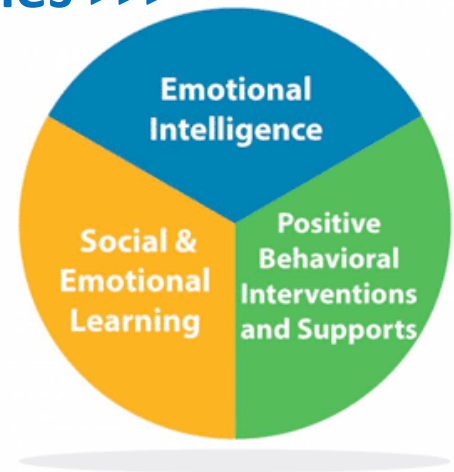 Emotional
Intelligence
Social &
Emotional
Learning
Positive
Behavioral
Interventions
and Supports